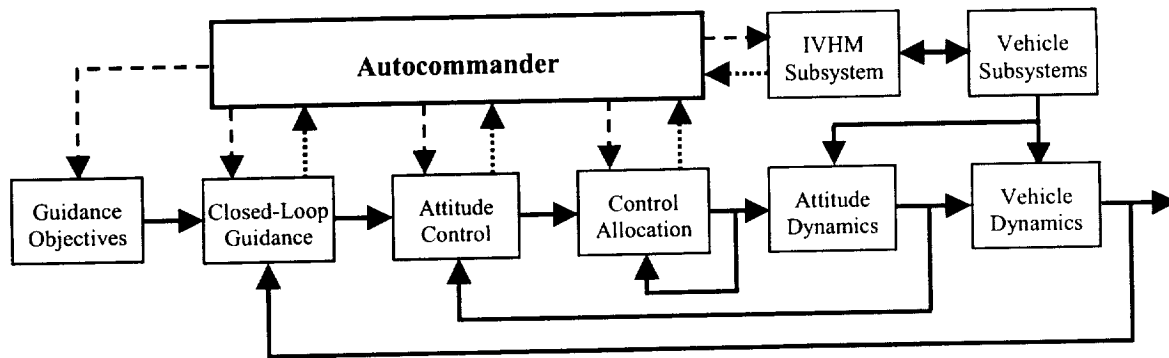 Autocommander
IVHM
Subsystem
Vehicle
Subsystems
Guidance
Objectives
Closed-Loop
Guidance
Attitude
Control
Control
Allocation
Attitude
Dynamics
Vehicle
Dynamics